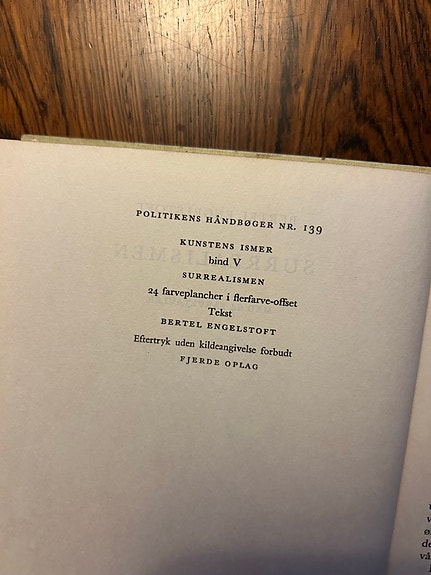 POLITIKENS HÅNDBØGER NR. 139
KUNSTENS ISMER
bind V
SURREALISMEN
24 farveplancher i flerfarve-offset
Tekst
BERTEL ENGELSTOFT
Eftertryk uden kildeangivelse forbudt
FJERDE OPLAG